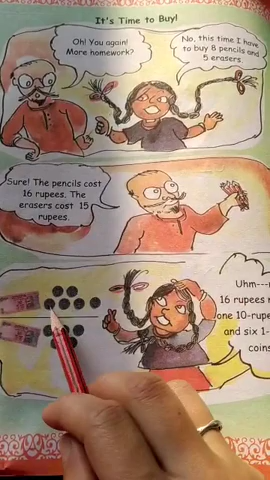 It's Time to Buy!
Oh! You again!
More homework?
No, this time I have
to buy 8 pencils and
5 erasers.
Sure! The pencils cost
16 rupees. The
erasers cost 15
rupees.
Uhm---
16 rupees
one 10-rupe
and six 1-
coins